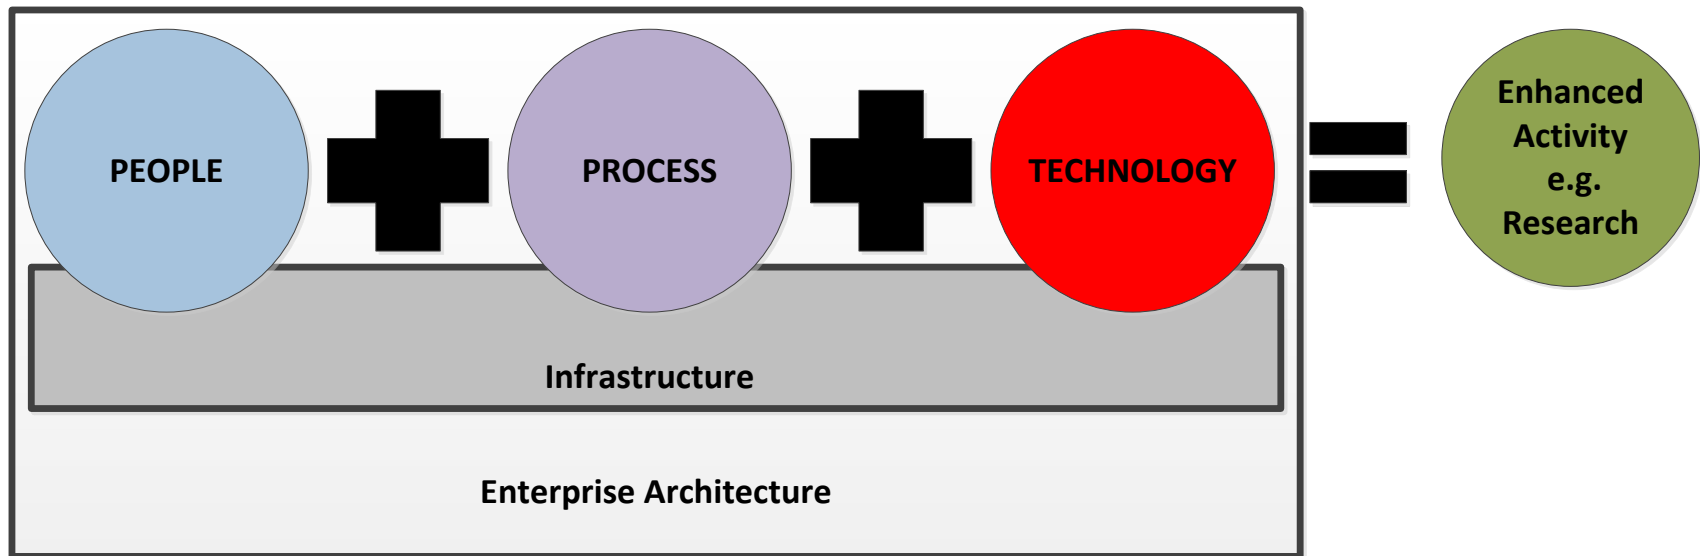 PEOPLE
PROCESS
TECHNOLOGY
Enhanced
Activity
e.g.
Research
Infrastructure
Enterprise Architecture